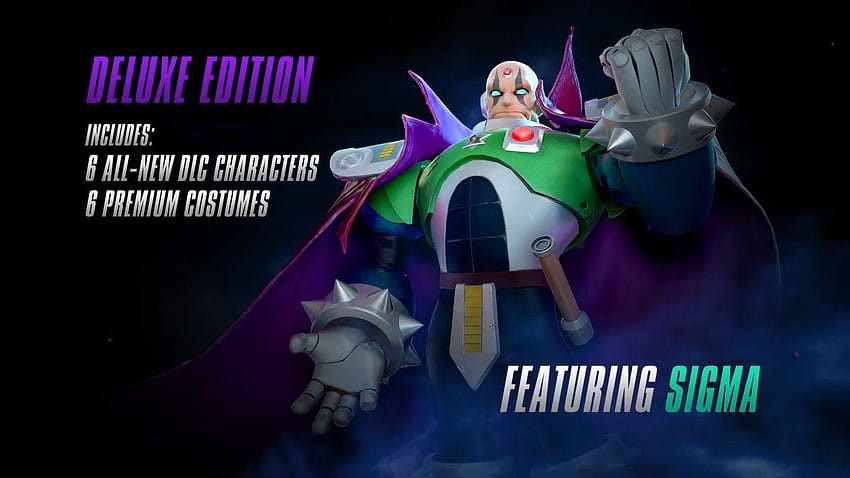 DELUXE EDITION
INCLUDES:
6 ALL-NEW DLC CHARACTERS
6 PREMIUM COSTUMES
FEATURING SIGMA